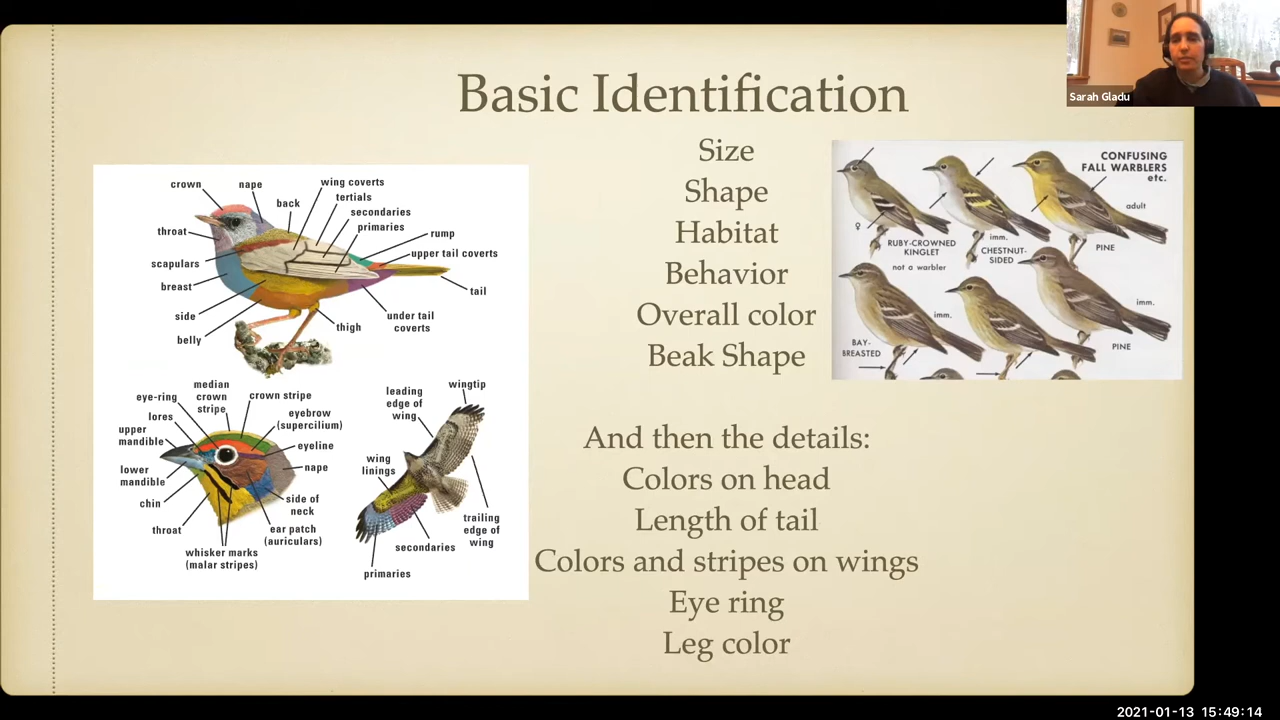 Sarah Gladu
Basic Identification
Size
Shape
Habitat
Behavior
Overall color
Beak Shape
And then the details:
Colors on head
Length of tail
Colors and stripes on wings
Eye ring
Leg color
crown
nape
wing coverts
tertials
back
secondaries
primaries
throat
rump
upper tail coverts
scapulars
breast
tail
side
under tail
coverts
thigh
belly
median
crown
stripe
crown stripe
eye-ring
lores
eyebrow
(supercilium)
upper
mandible
eyeline
nape
lower
mandible
chin
side of
neck
throat
ear patch
(auriculars)
whisker marks
(malar stripes)
leading
edge of
wing
wingtip
wing
linings
trailing
edge of
wing
secondaries
primaries
CONFUSING
FALL WARBLERS
etc.
adult
♀
RUBY-CROWNED
KINGLET
not a warbler
imm.
CHESTNUT-
SIDED
PINE
imm.
imm.
BAY-
BREASTED
PINE
2021-01-13 15:49:14